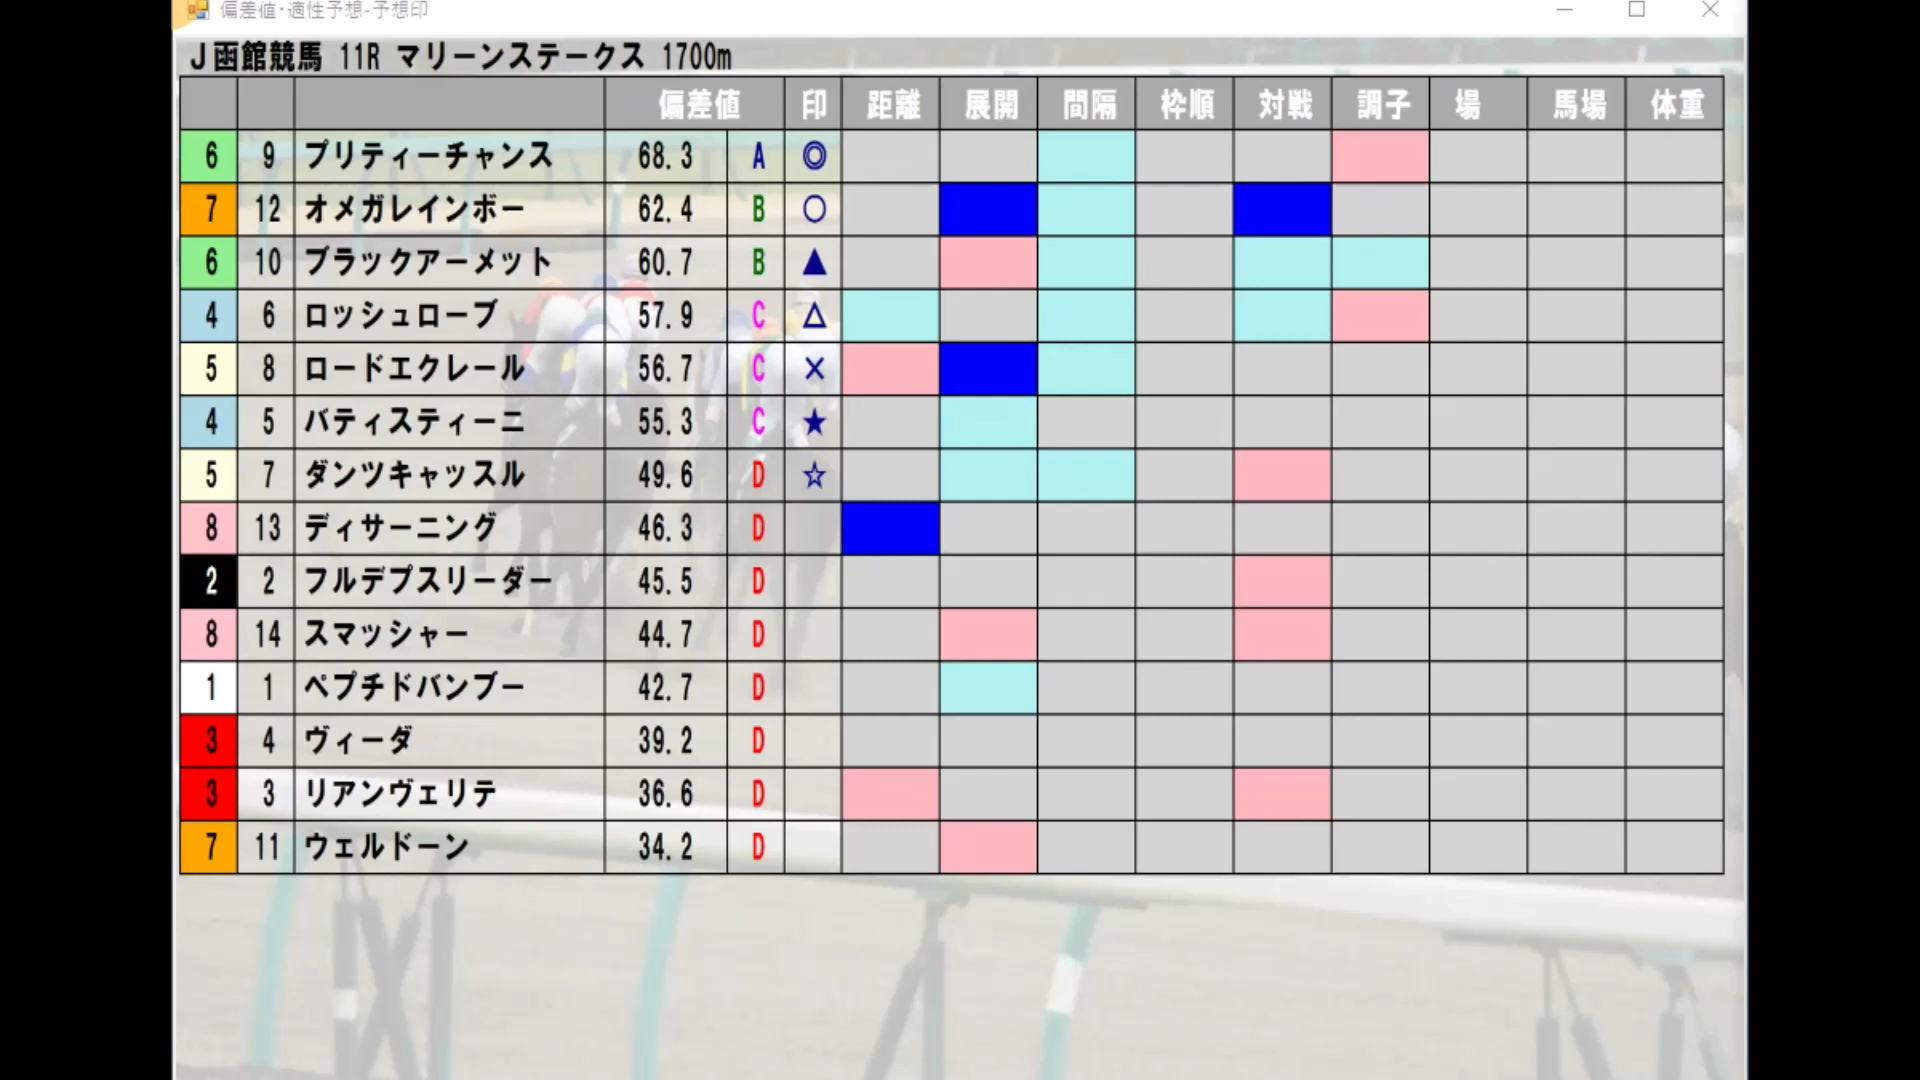 偏差値・適性予想-予想印
J函館競馬 11R マリーンステークス 1700m
偏差値 印 距離 展開 間隔 枠順 対戦 調子 場 馬場 体重
6 9 プリティーチャンス 68.3 A ◎
7 12 オメガレインボー 62.4 B ○
6 10 ブラックアーメット 60.7 B ▲
4 6 ロッシュローブ 57.9 C △
5 8 ロードエクレール 56.7 C ×
4 5 バティスティーニ 55.3 C ★
5 7 ダンツキャッスル 49.6 D ☆
8 13 ディサーニング 46.3 D
2 2 フルデプスリーダー 45.5 D
8 14 スマッシャー 44.7 D
1 1 ペプチドバンブー 42.7 D
3 4 ヴィーダ 39.2 D
3 3 リアンヴェリテ 36.6 D
7 11 ウェルドーン 34.2 D